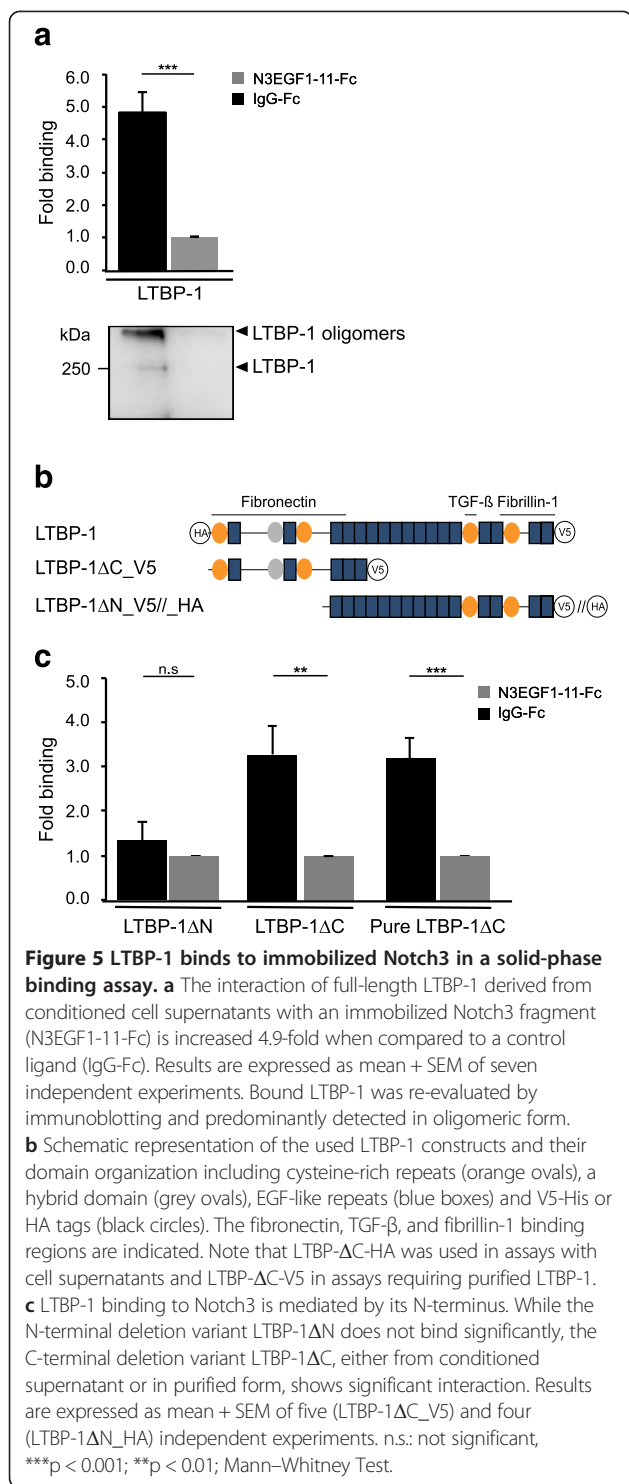 a
***
N3EGF1-11-Fc
IgG-Fc
6.0
5.0
4.0
3.0
2.0
1.0
0.0
Fold binding
LTBP-1
kDa
LTBP-1 oligomers
250
LTBP-1
b
Fibronectin
TGF-ß Fibrillin-1
LTBP-1
HA
V5
LTBP-1ΔC_V5
V5
LTBP-1ΔN_V5//_HA
V5 // HA
c
n.s
**
***
N3EGF1-11-Fc
IgG-Fc
5.0
4.0
3.0
2.0
1.0
0.0
Fold binding
LTBP-1ΔN
LTBP-1ΔC
Pure LTBP-1ΔC
Figure 5 LTBP-1 binds to immobilized Notch3 in a solid-phase
binding assay. a The interaction of full-length LTBP-1 derived from
conditioned cell supernatants with an immobilized Notch3 fragment
(N3EGF1-11-Fc) is increased 4.9-fold when compared to a control
ligand (IgG-Fc). Results are expressed as mean + SEM of seven
independent experiments. Bound LTBP-1 was re-evaluated by
immunoblotting and predominantly detected in oligomeric form.
b Schematic representation of the used LTBP-1 constructs and their
domain organization including cysteine-rich repeats (orange ovals), a
hybrid domain (grey ovals), EGF-like repeats (blue boxes) and V5-His or
HA tags (black circles). The fibronectin, TGF-β, and fibrillin-1 binding
regions are indicated. Note that LTBP-ΔC-HA was used in assays with
cell supernatants and LTBP-ΔC-V5 in assays requiring purified LTBP-1.
c LTBP-1 binding to Notch3 is mediated by its N-terminus. While the
N-terminal deletion variant LTBP-1ΔN does not bind significantly, the
C-terminal deletion variant LTBP-1ΔC, either from conditioned
supernatant or in purified form, shows significant interaction. Results
are expressed as mean + SEM of five (LTBP-1ΔC_V5) and four
(LTBP-1ΔN_HA) independent experiments. n.s.: not significant,
***p < 0.001; **p < 0.01; Mann–Whitney Test.